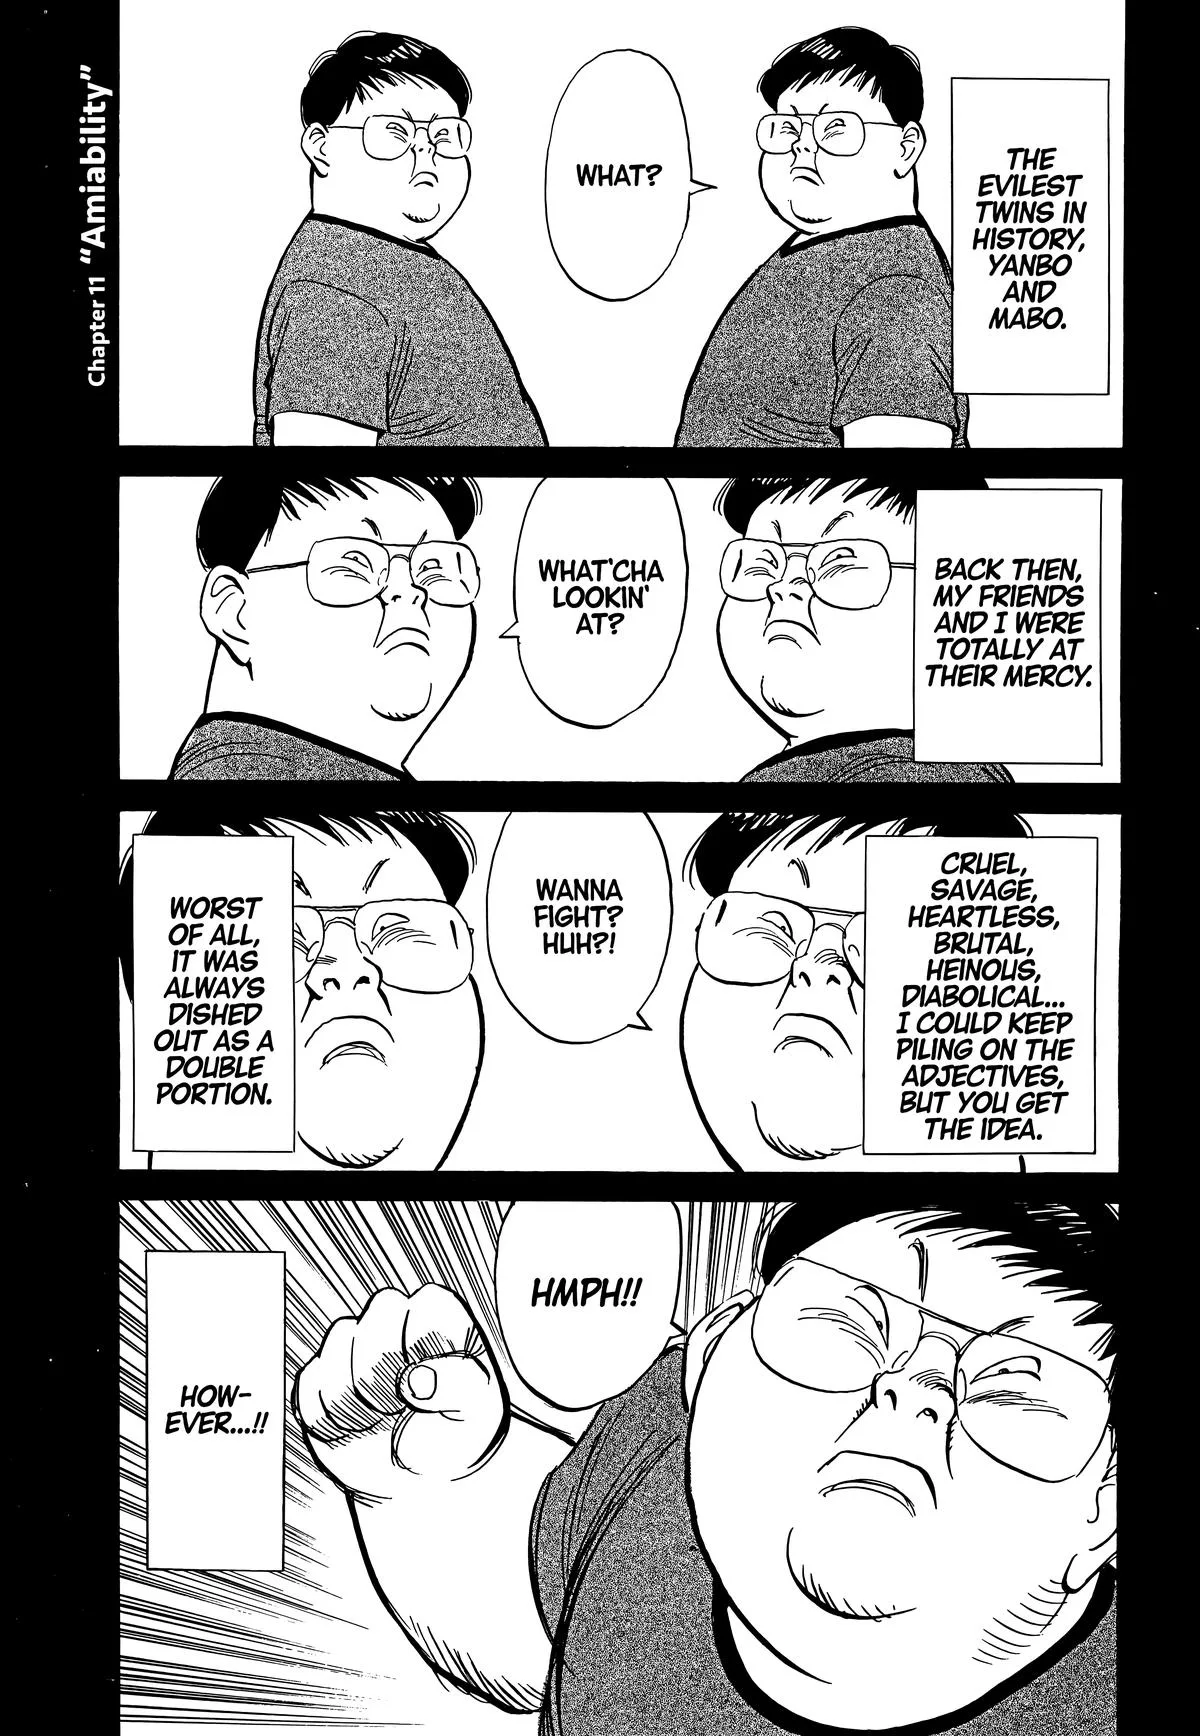 Chapter 11 “Amiability”
THE
EVILEST
TWINS IN
HISTORY,
YANBO
AND
MABO.
WHAT?
BACK THEN,
MY FRIENDS
AND I WERE
TOTALLY AT
THEIR MERCY.
WHAT'CHA
LOOKIN'
AT?
CRUEL,
SAVAGE,
HEARTLESS,
BRUTAL,
HEINOUS,
DIABOLICAL...
I COULD KEEP
PILING ON THE
ADJECTIVES,
BUT YOU GET
THE IDEA.
WANNA
FIGHT?
HUH?!
WORST
OF ALL,
IT WAS
ALWAYS
DISHED
OUT AS A
DOUBLE
PORTION.
HMPH!!
HOW-
EVER...!!